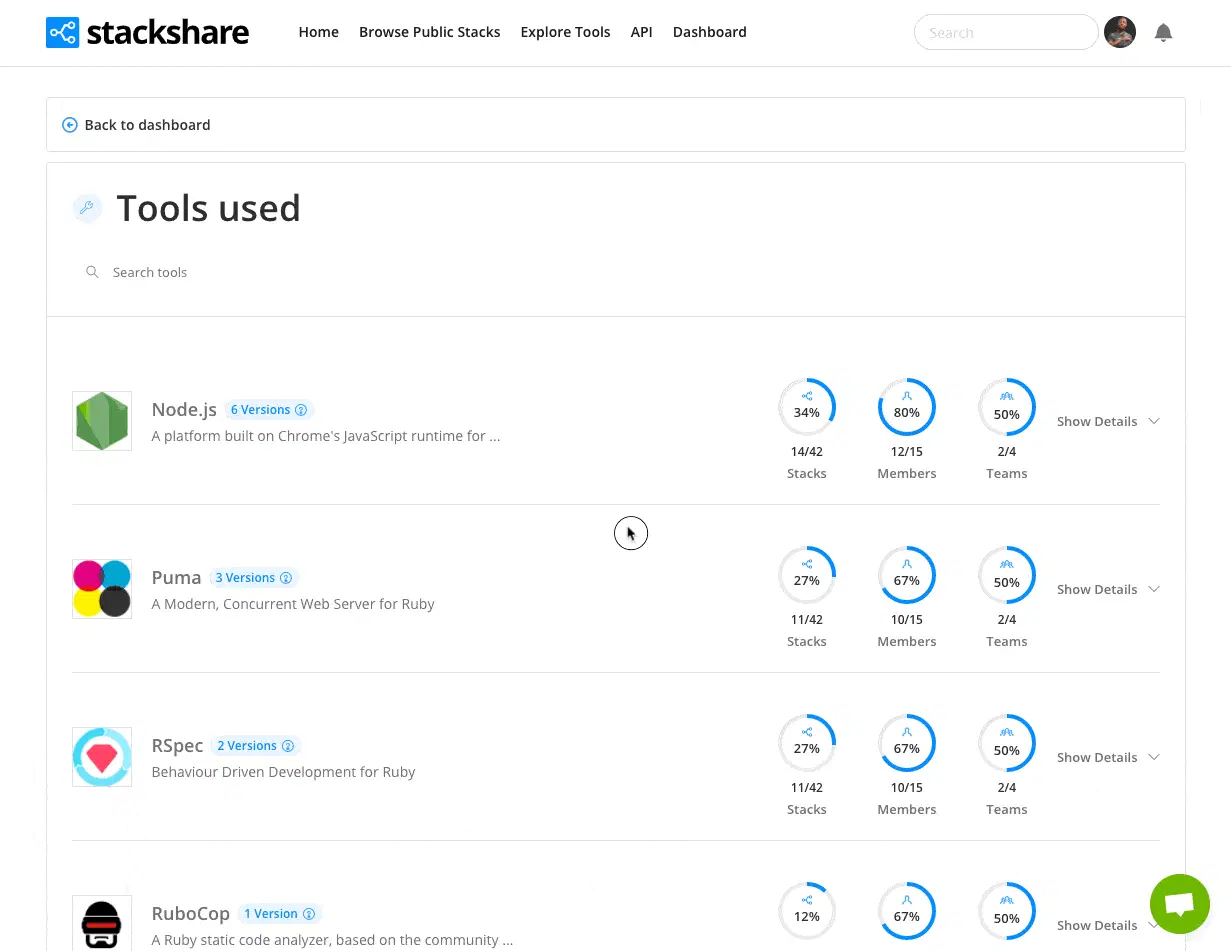 stackshare
Home Browse Public Stacks Explore Tools API Dashboard Search
Back to dashboard
Tools used
Search tools
Node.js 6 Versions
A platform built on Chrome's JavaScript runtime for ...
34% 80% 50%
14/42 12/15 2/4
Stacks Members Teams
Show Details
Puma 3 Versions
A Modern, Concurrent Web Server for Ruby
27% 67% 50%
11/42 10/15 2/4
Stacks Members Teams
Show Details
RSpec 2 Versions
Behaviour Driven Development for Ruby
27% 67% 50%
11/42 10/15 2/4
Stacks Members Teams
Show Details
RuboCop 1 Version
A Ruby static code analyzer, based on the community ...
12% 67% 50%
Show Details